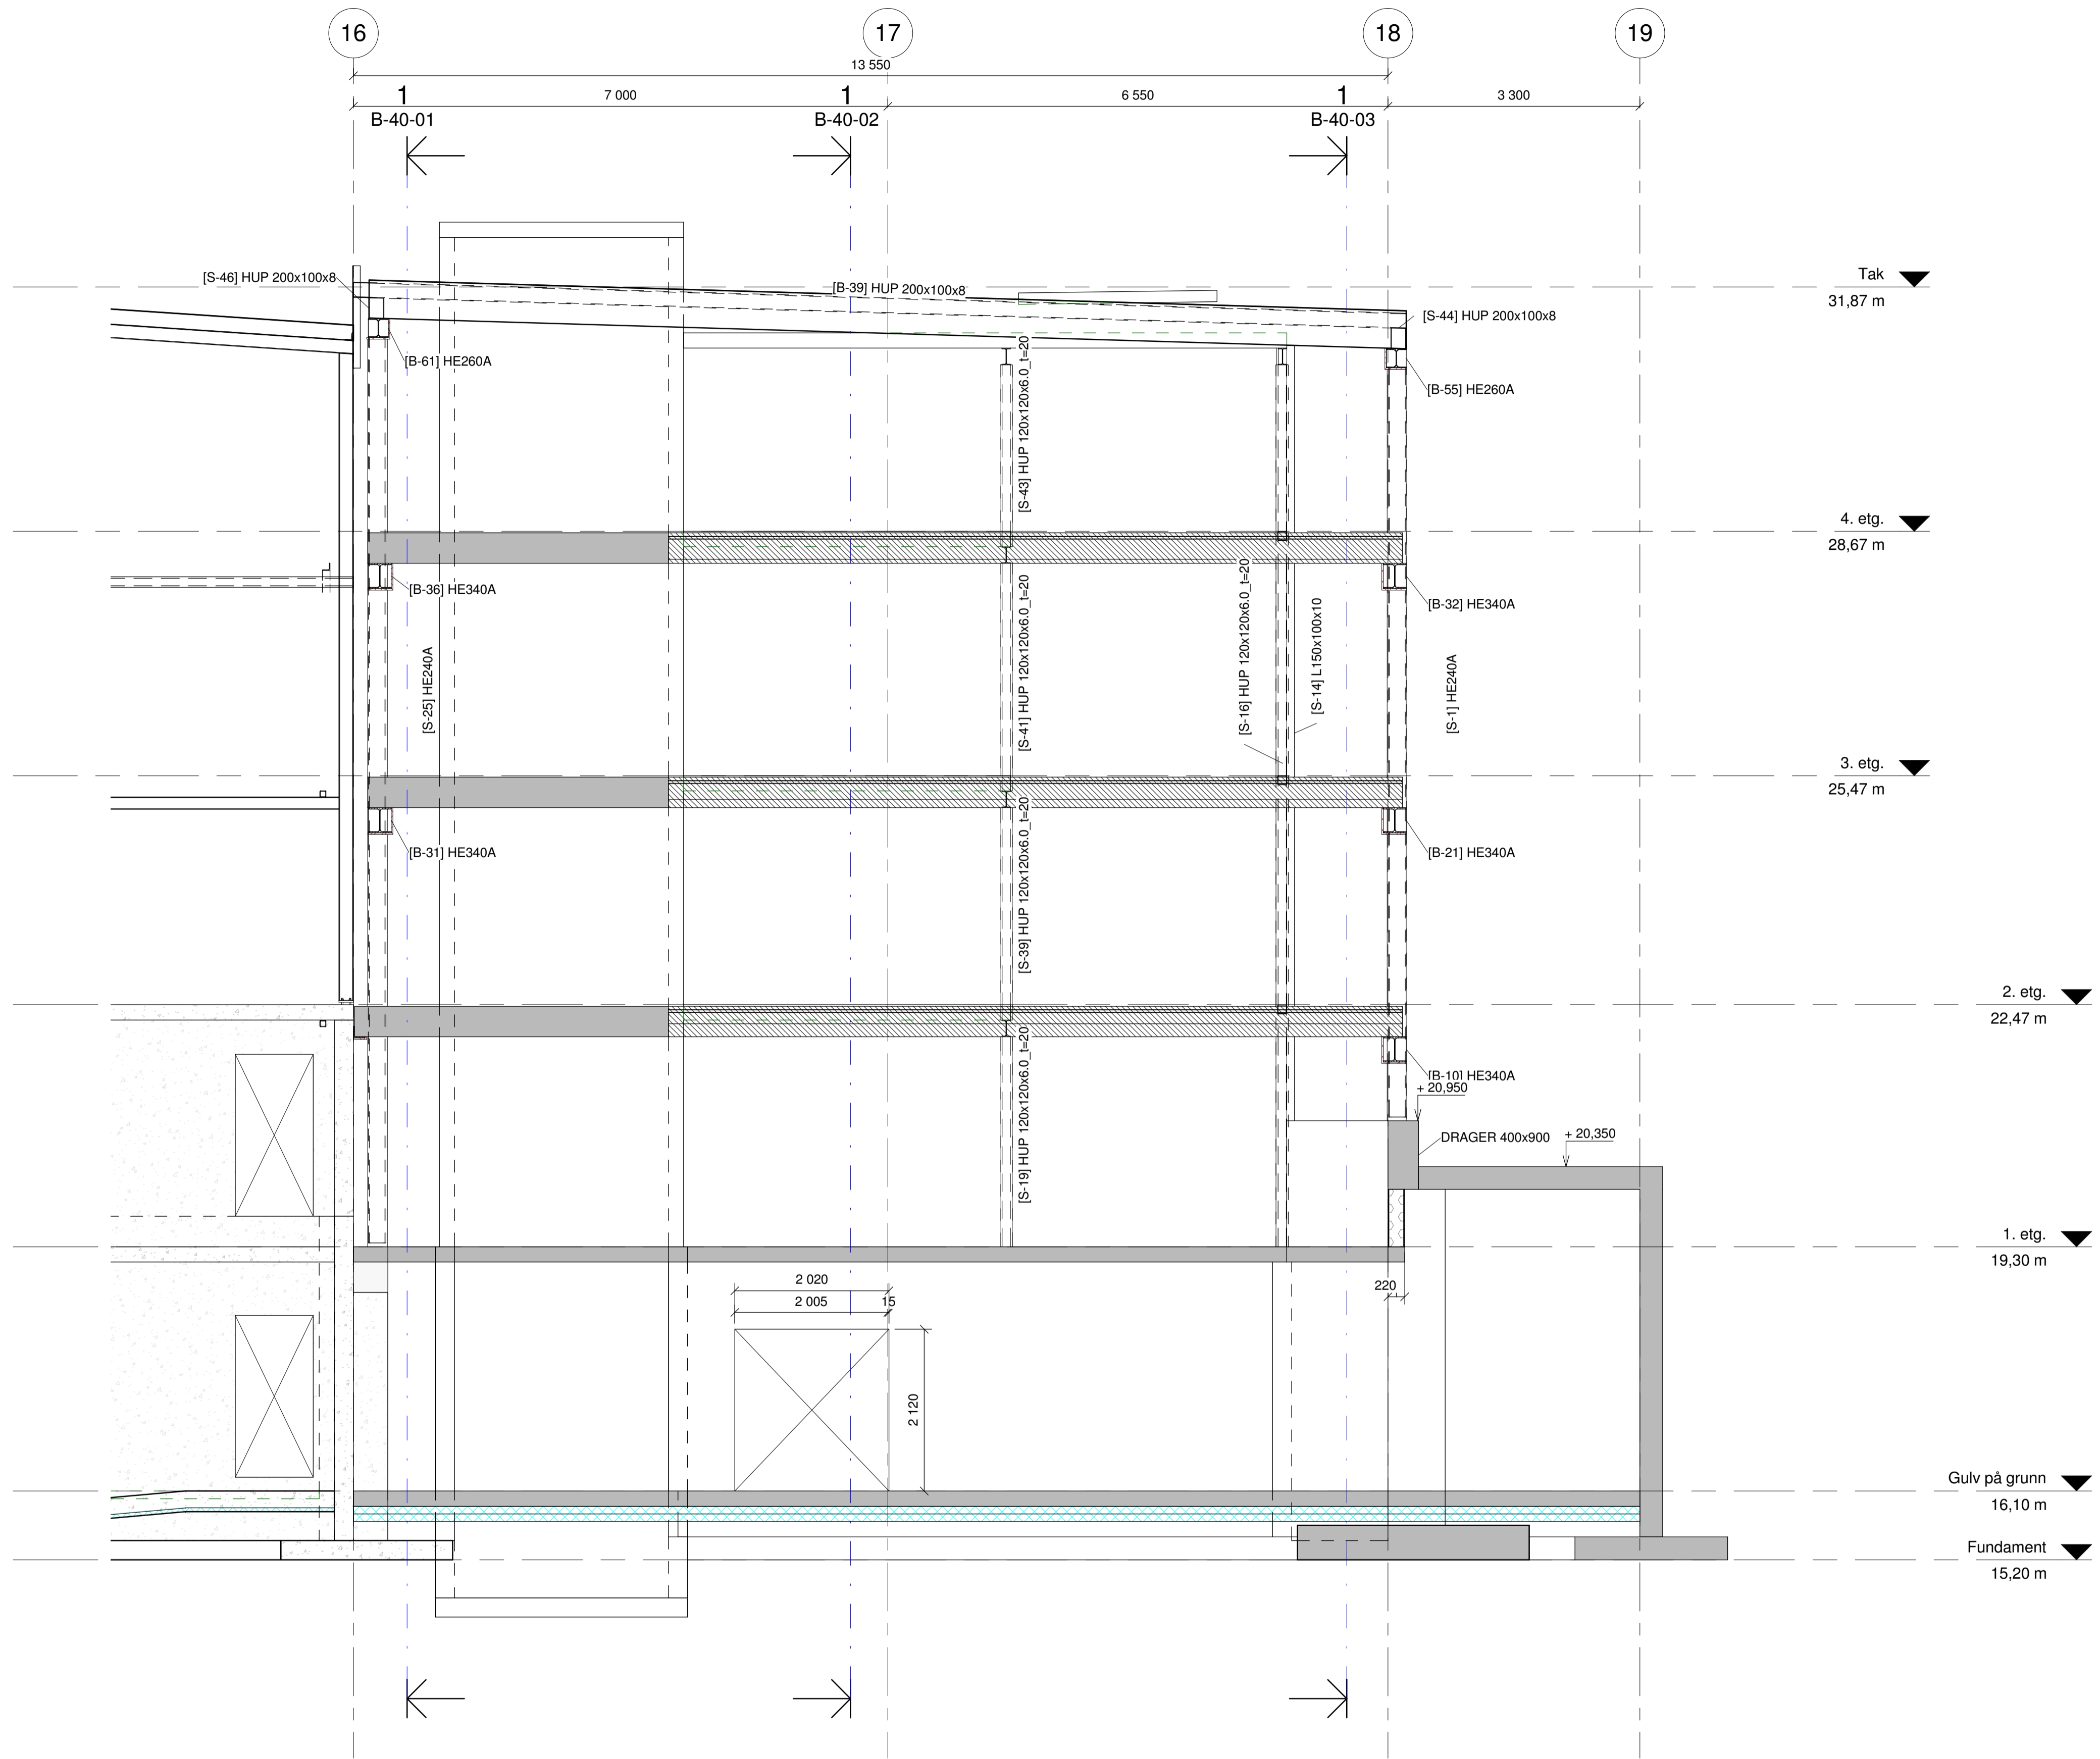 16
17
18
19
13 550
7 000
6 550
3 300
1
B-40-01
1
B-40-02
1
B-40-03
[S-46] HUP 200x100x8
[B-39] HUP 200x100x8
Tak
31,87 m
[S-44] HUP 200x100x8
[B-61] HE260A
[B-55] HE260A
[S-43] HUP 120x120x6.0_t=20
4. etg.
28,67 m
[B-36] HE340A
[B-32] HE340A
[S-25] HE240A
[S-41] HUP 120x120x6.0_t=20
[S-16] HUP 120x120x6.0_t=20
[S-14] L150x100x10
[S-1] HE240A
3. etg.
25,47 m
[B-31] HE340A
[B-21] HE340A
[S-39] HUP 120x120x6.0_t=20
2. etg.
22,47 m
[B-10] HE340A
+ 20,950
[S-19] HUP 120x120x6.0_t=20
DRAGER 400x900
+ 20,350
1. etg.
19,30 m
2 020
2 005
15
220
2 120
Gulv på grunn
16,10 m
Fundament
15,20 m